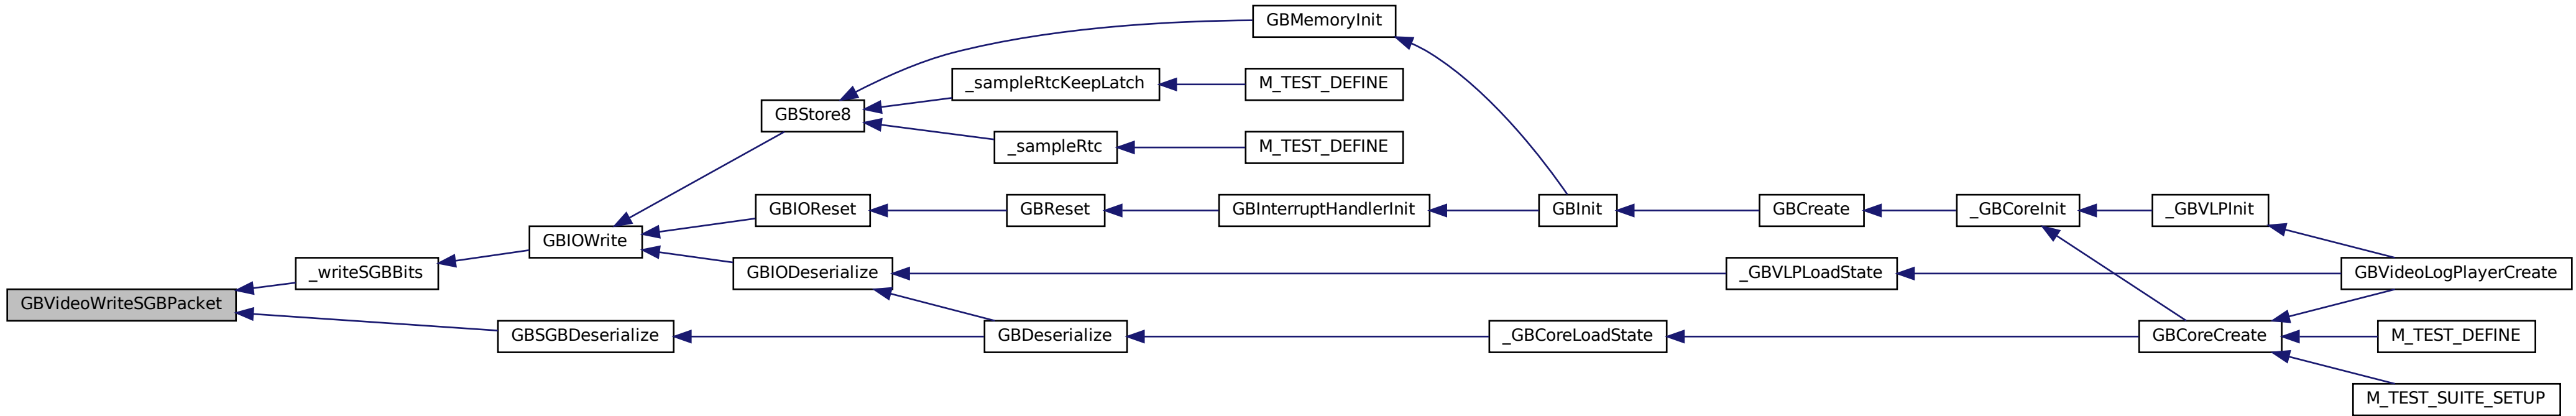 GBMemoryInit
_sampleRtcKeepLatch
M_TEST_DEFINE
GBStore8
_sampleRtc
M_TEST_DEFINE
GBIOReset
GBReset
GBInterruptHandlerInit
GBInit
GBCreate
_GBCoreInit
_GBVLPInit
GBIOWrite
_writeSGBBits
GBIODeserialize
_GBVLPLoadState
GBVideoLogPlayerCreate
GBVideoWriteSGBPacket
GBSGBDeserialize
GBDeserialize
_GBCoreLoadState
GBCoreCreate
M_TEST_DEFINE
M_TEST_SUITE_SETUP